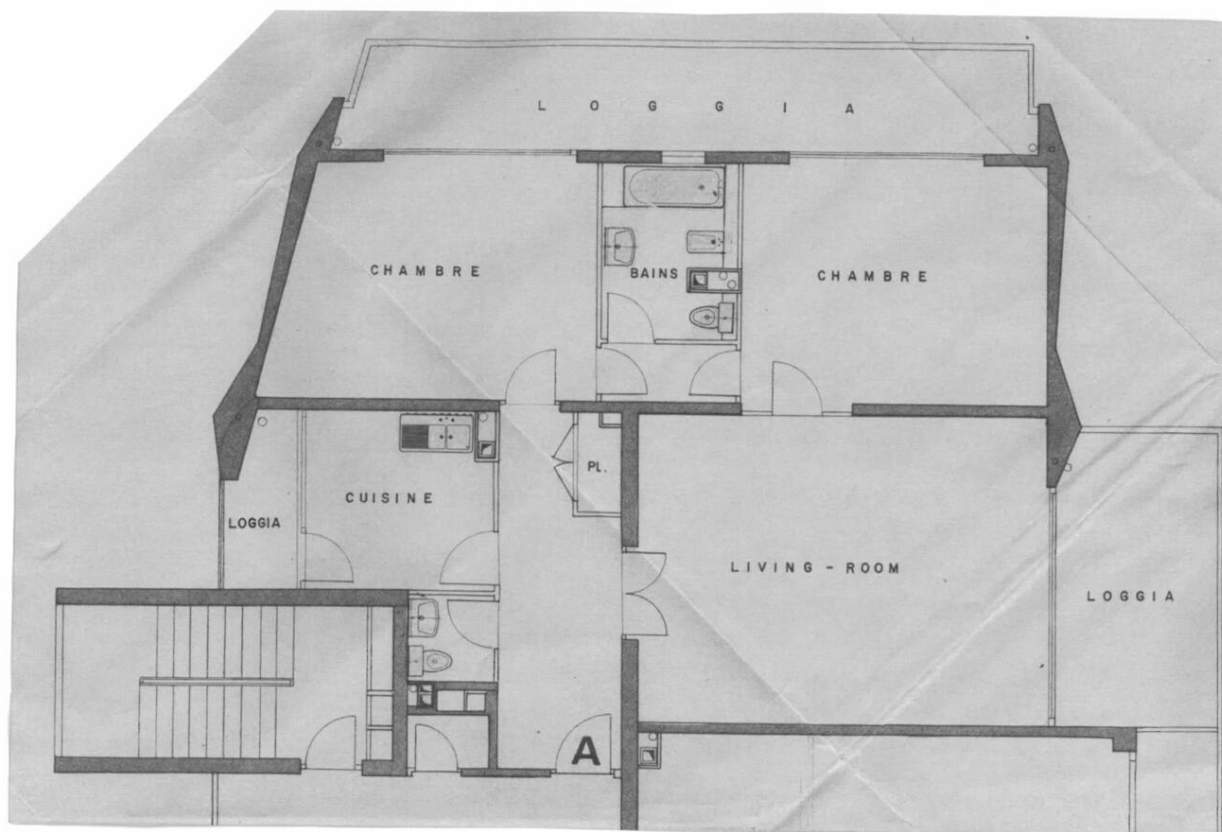 LOGGIA
CHAMBRE
BAINS
CHAMBRE
PL.
CUISINE
LOGGIA
LIVING - ROOM
LOGGIA
A